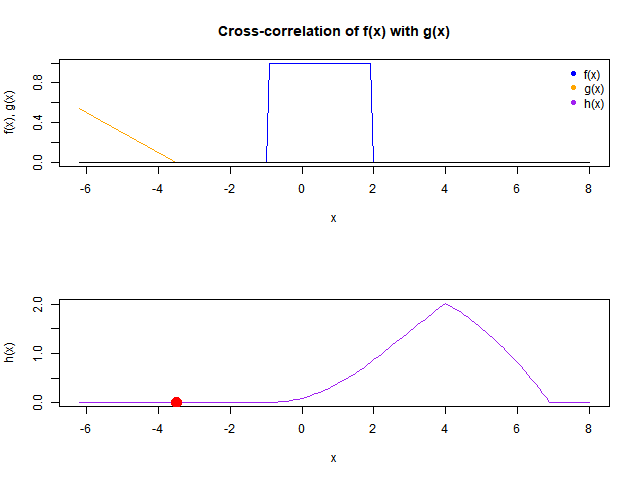 Cross-correlation of f(x) with g(x)
f(x), g(x)
0.8
0.4
0.0
f(x)
g(x)
h(x)
-6 -4 -2 0 2 4 6 8
x
h(x)
2.0
1.0
0.0
-6 -4 -2 0 2 4 6 8
x